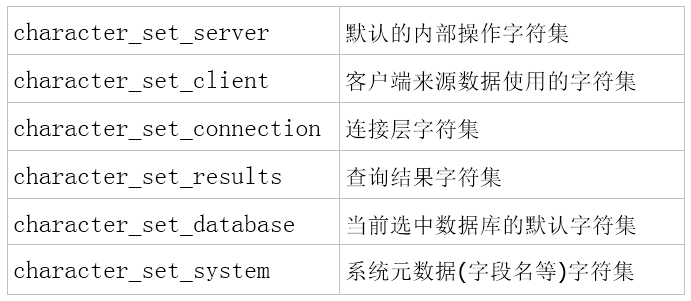 character_set_server 默认的内部操作字符集
character_set_client 客户端来源数据使用的字符集
character_set_connection 连接层字符集
character_set_results 查询结果字符集
character_set_database 当前选中数据库的默认字符集
character_set_system 系统元数据(字段名等)字符集